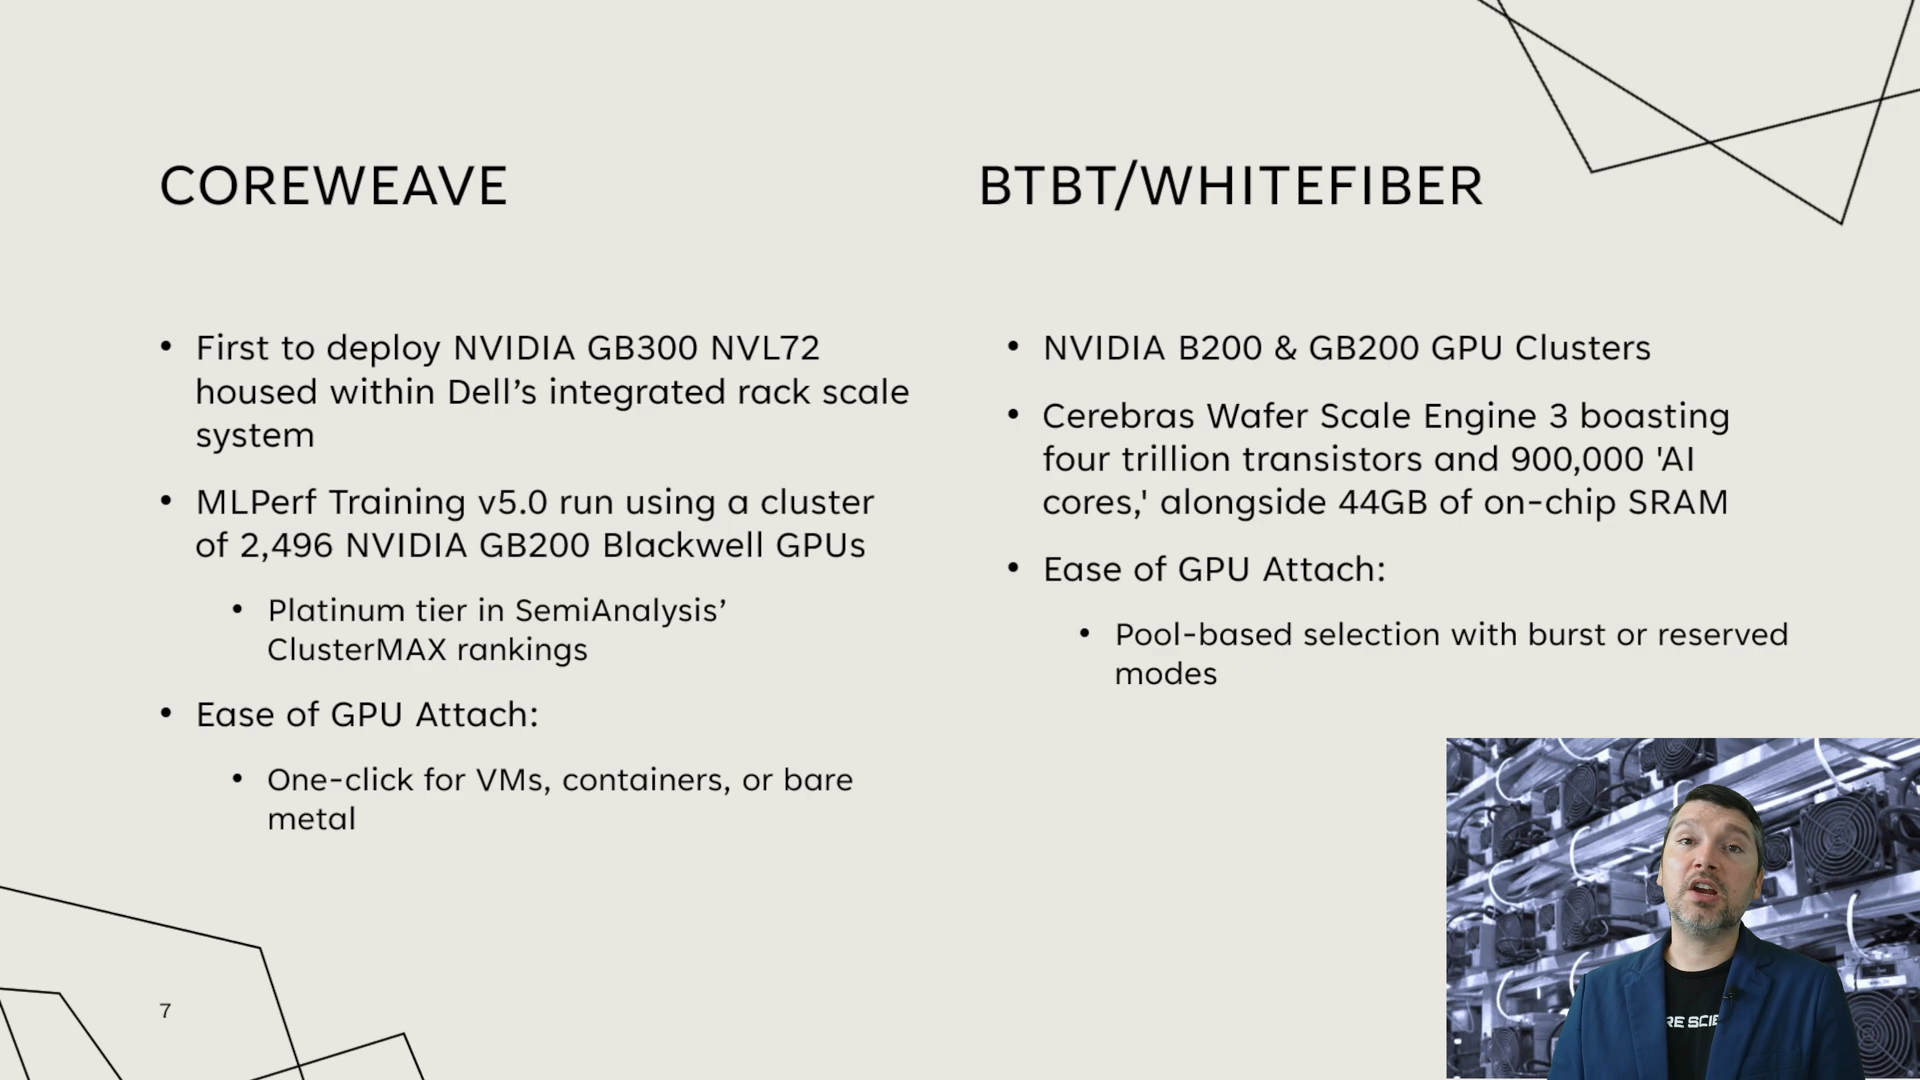 COREWEAVE
• First to deploy NVIDIA GB300 NVL72
housed within Dell’s integrated rack scale
system
• MLPerf Training v5.0 run using a cluster
of 2,496 NVIDIA GB200 Blackwell GPUs
• Platinum tier in SemiAnalysis’
ClusterMAX rankings
• Ease of GPU Attach:
• One-click for VMs, containers, or bare
metal
BTBT/WHITEFIBER
• NVIDIA B200 & GB200 GPU Clusters
• Cerebras Wafer Scale Engine 3 boasting
four trillion transistors and 900,000 'AI
cores,' alongside 44GB of on-chip SRAM
• Ease of GPU Attach:
• Pool-based selection with burst or reserved
modes
7
RE SCIE